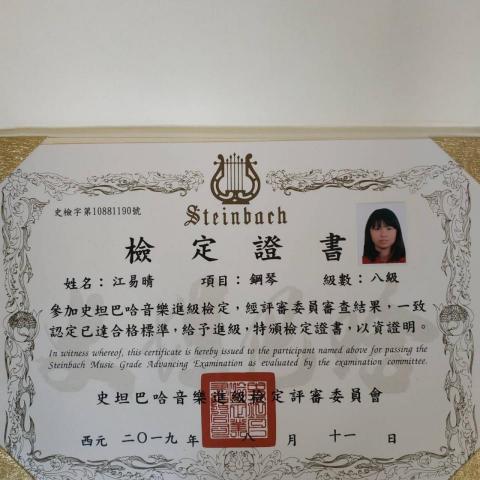 Steinbach
史檢字第10881190號
檢定證書
姓名：江易晴 項目：鋼琴 級數：八級
參加史坦巴哈音樂進級檢定，經評審委員審查結果，一致
認定已達合格標準，給予進級，特頒檢定證書，以資證明。
In witness whereof, this certificate is hereby issued to the participant named above for passing the
Steinbach Music Grade Advancing Examination as evaluated by the examination committee.
史坦巴哈音樂進級檢定評審委員會
西元 二〇一九 年 八 月 十一 日